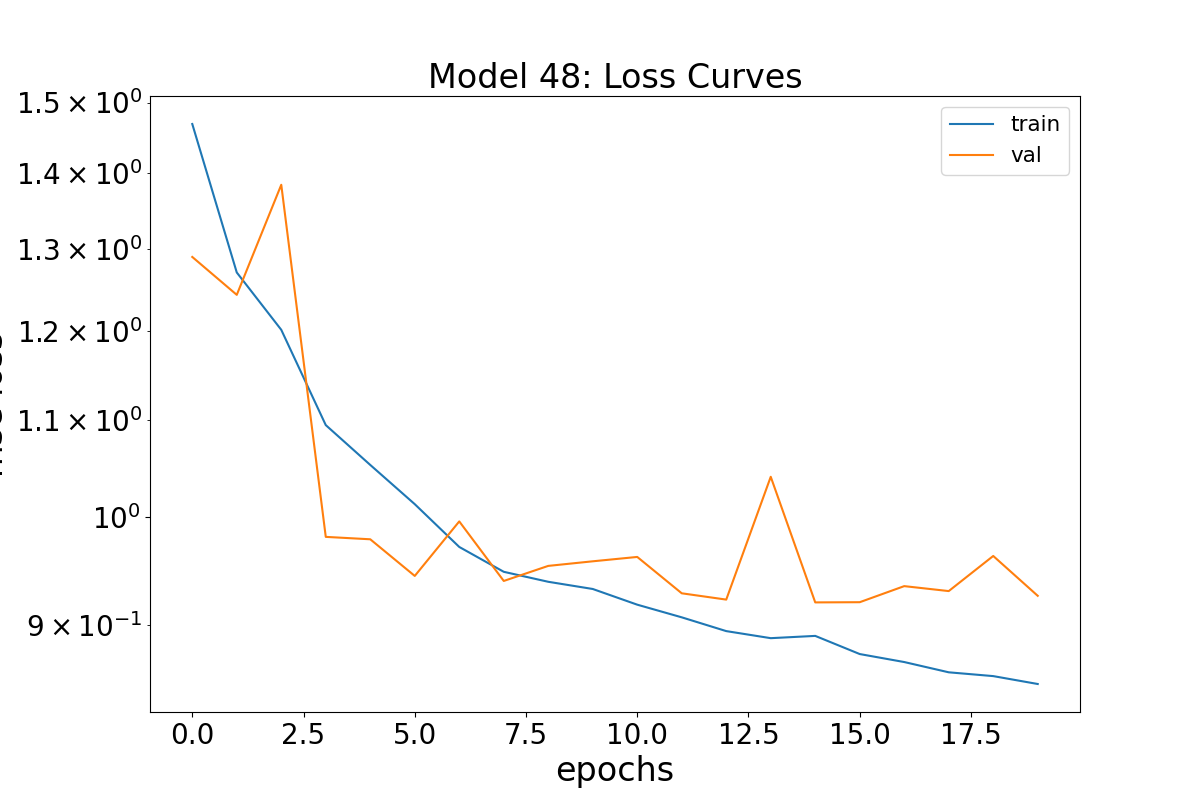 Model 48: Loss Curves
1.5 × 10⁰
1.4 × 10⁰
1.3 × 10⁰
1.2 × 10⁰
1.1 × 10⁰
10⁰
9 × 10⁻¹
train
val
0.0 2.5 5.0 7.5 10.0 12.5 15.0 17.5
epochs